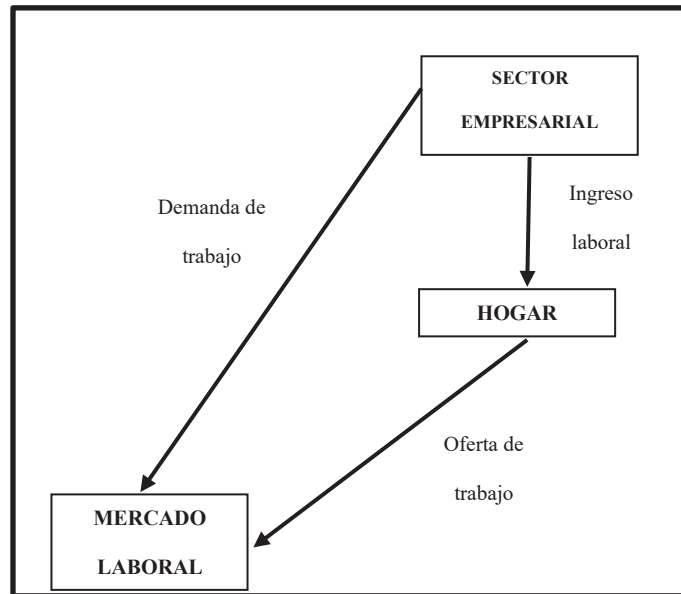 SECTOR
EMPRESARIAL
Demanda de
trabajo
Ingreso
laboral
HOGAR
Oferta de
trabajo
MERCADO
LABORAL